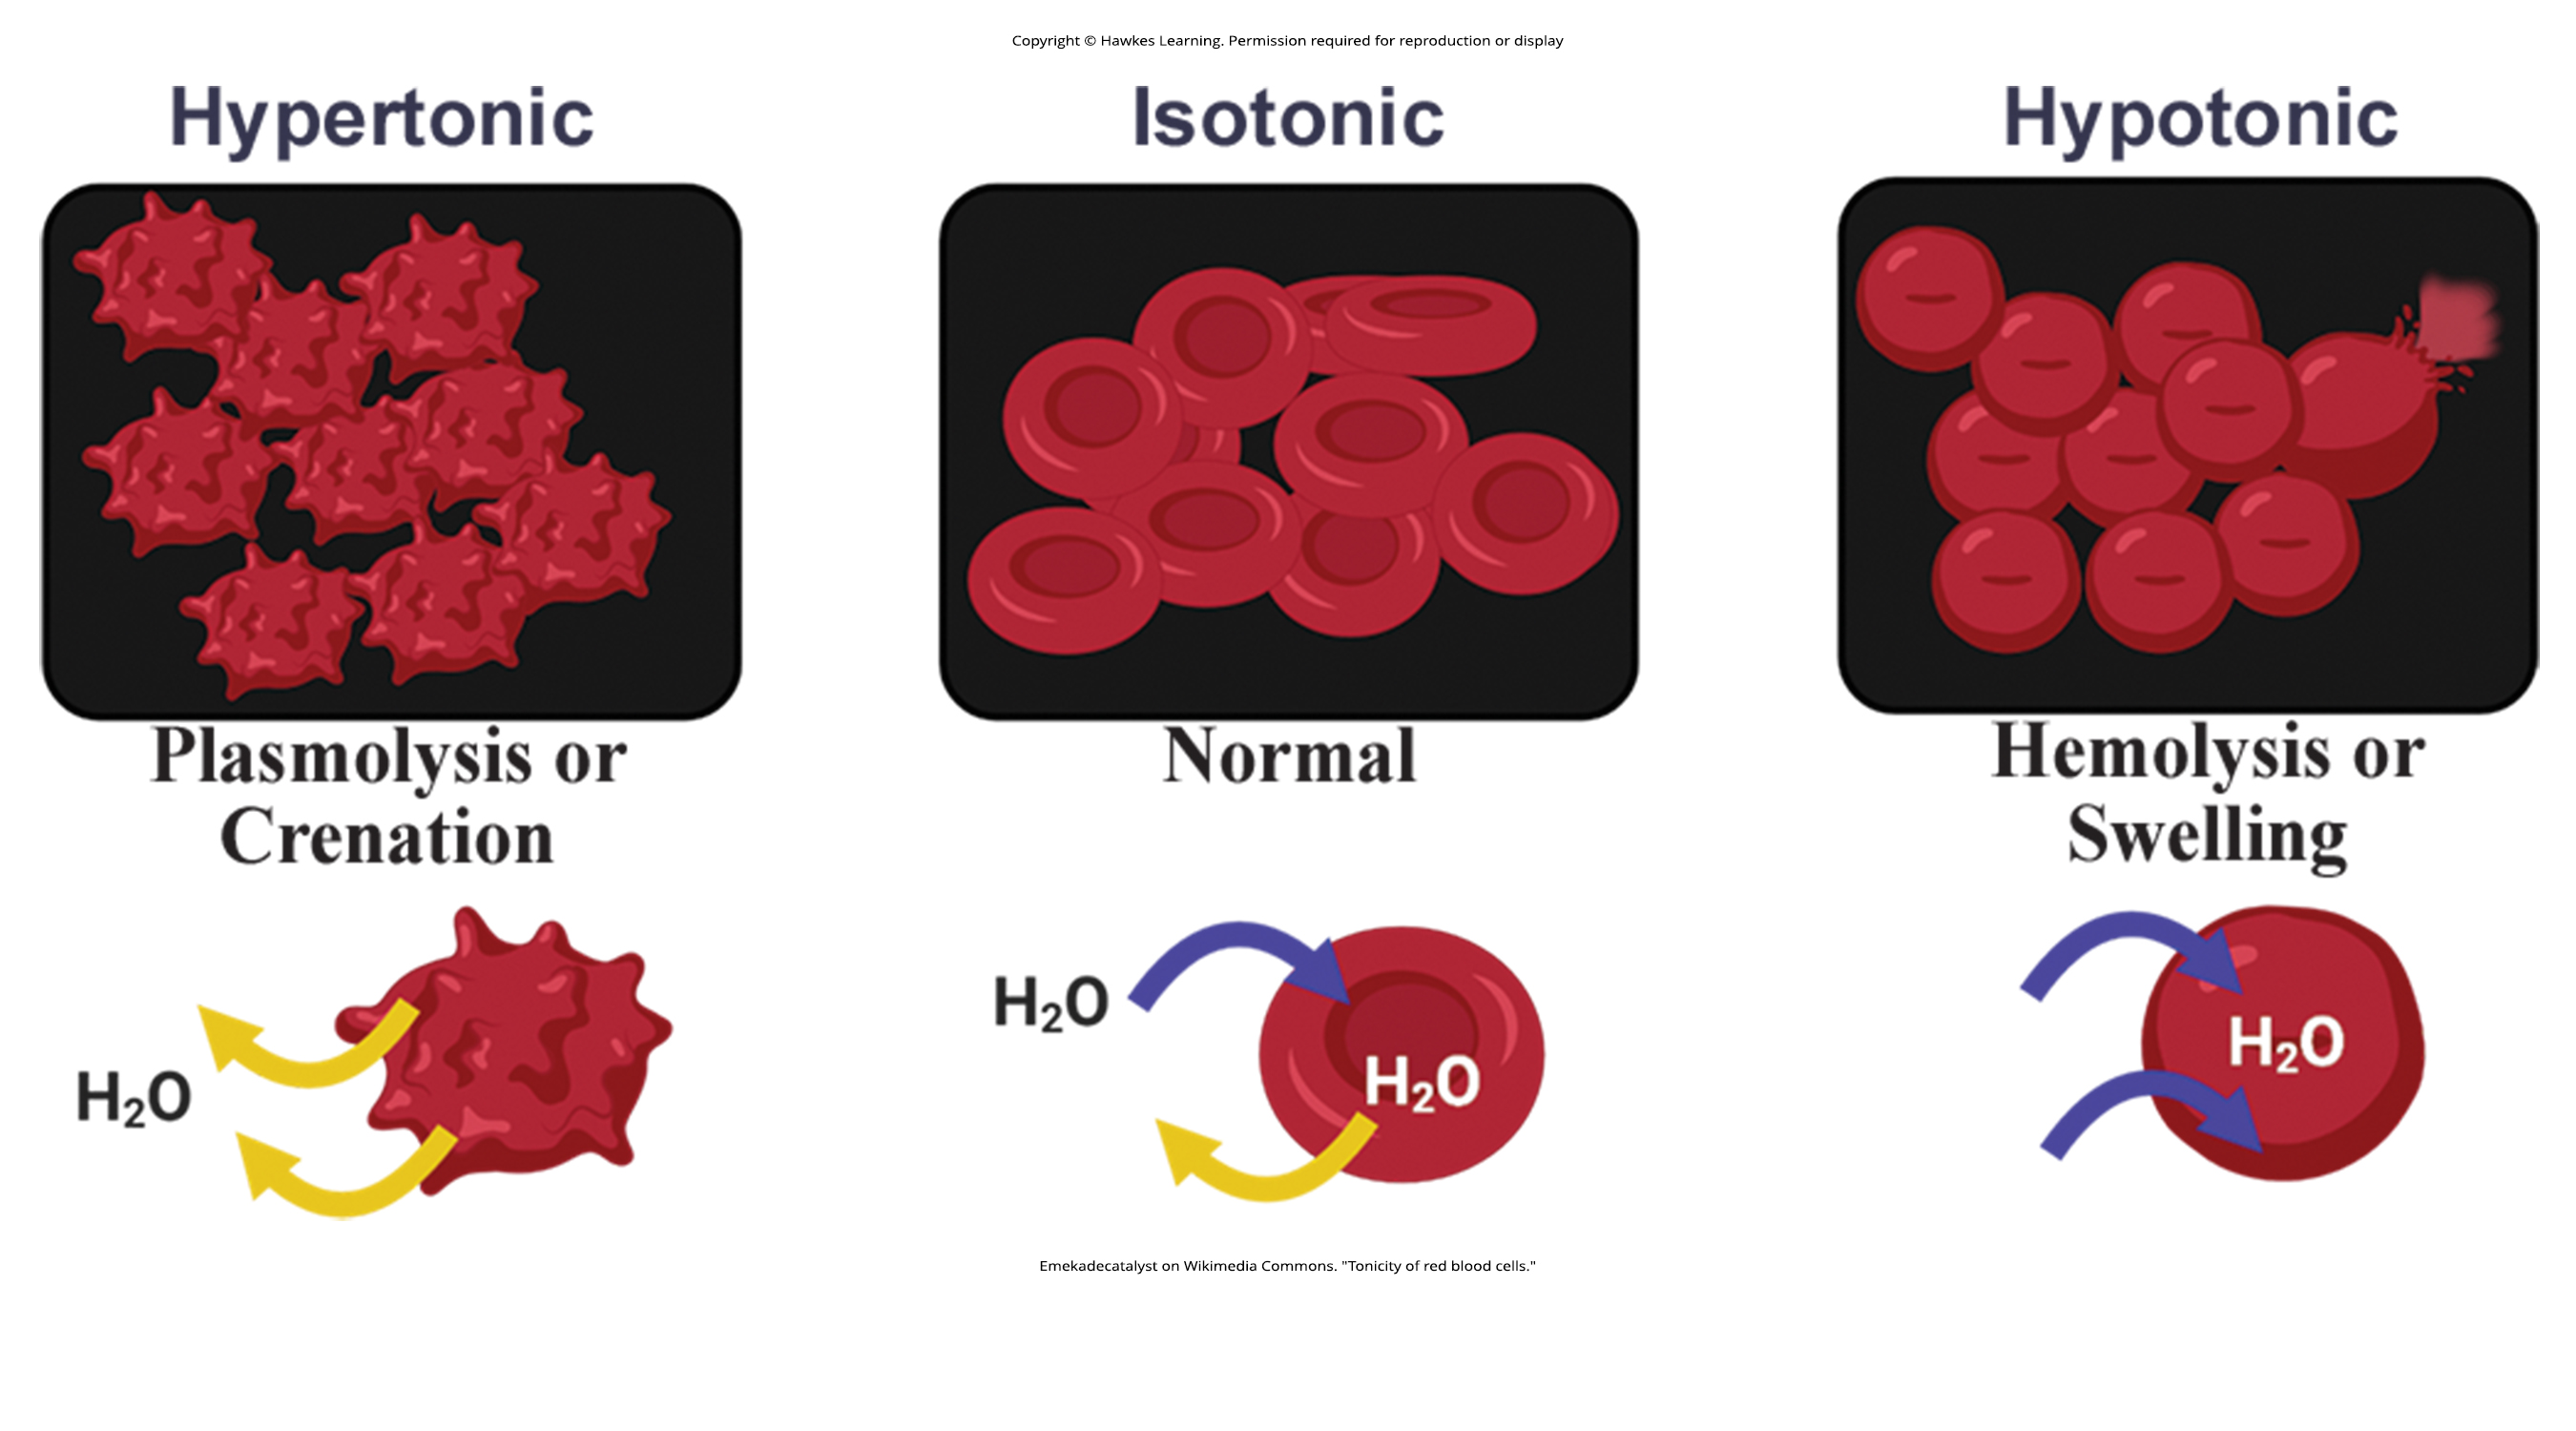 Copyright © Hawkes Learning. Permission required for reproduction or display
Hypertonic
Isotonic
Hypotonic
Plasmolysis or
Crenation
Normal
Hemolysis or
Swelling
H₂O
H₂O
H₂O
H₂O
Emekadecatalyst on Wikimedia Commons. "Tonicity of red blood cells."